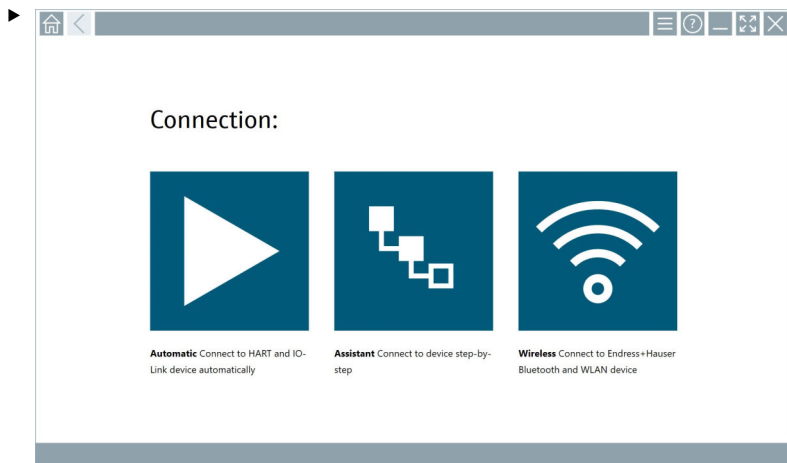 Connection:
Automatic Connect to HART and IO-
Link device automatically
Assistant Connect to device step-by-
step
Wireless Connect to Endress+Hauser
Bluetooth and WLAN device